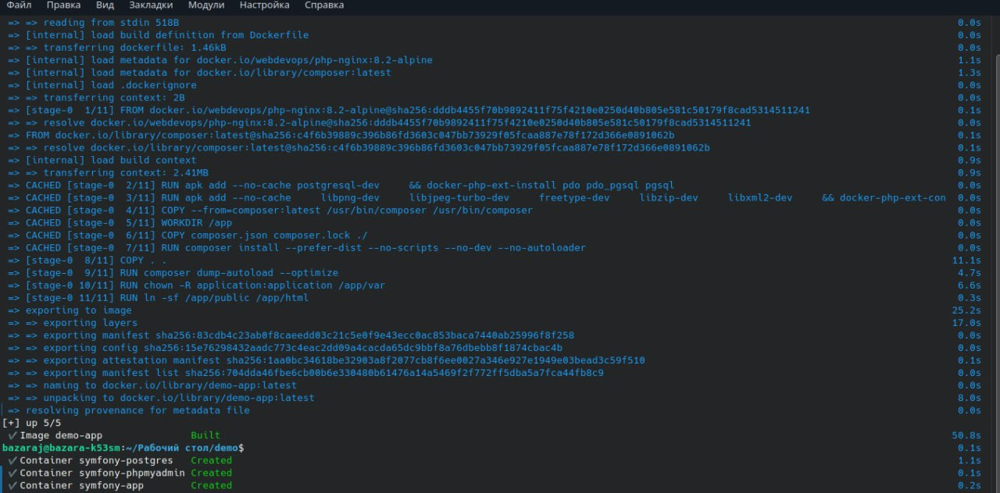 Файл Правка Вид Закладки Модули Настройка Справка
=> => reading from stdin 518B 0.0s
=> [internal] load build definition from Dockerfile 0.0s
=> => transferring dockerfile: 1.46kB 0.0s
=> [internal] load metadata for docker.io/webdevops/php-nginx:8.2-alpine 1.1s
=> [internal] load metadata for docker.io/library/composer:latest 1.3s
=> [internal] load .dockerignore 0.0s
=> => transferring context: 2B 0.0s
=> [stage-0 1/11] FROM docker.io/webdevops/php-nginx:8.2-alpine@sha256:dddb4455f70b9892411f75f4210e0250d40b805e581c50179f8cad5314511241 0.1s
=> => resolve docker.io/webdevops/php-nginx:8.2-alpine@sha256:dddb4455f70b9892411f75f4210e0250d40b805e581c50179f8cad5314511241 0.0s
=> FROM docker.io/library/composer:latest@sha256:c4f6b39889c396b86fd3603c047bb73929f05fcaa887e78f172d366e0891062b 0.1s
=> => resolve docker.io/library/composer:latest@sha256:c4f6b39889c396b86fd3603c047bb73929f05fcaa887e78f172d366e0891062b 0.1s
=> [internal] load build context 0.9s
=> => transferring context: 2.41MB 0.9s
=> CACHED [stage-0 2/11] RUN apk add --no-cache postgresql-dev && docker-php-ext-install pdo pdo_pgsql pgsql 0.0s
=> CACHED [stage-0 3/11] RUN apk add --no-cache libpng-dev libjpeg-turbo-dev freetype-dev libzip-dev libxml2-dev && docker-php-ext-con 0.0s
=> CACHED [stage-0 4/11] COPY --from=composer:latest /usr/bin/composer /usr/bin/composer 0.0s
=> CACHED [stage-0 5/11] WORKDIR /app 0.0s
=> CACHED [stage-0 6/11] COPY composer.json composer.lock ./ 0.0s
=> CACHED [stage-0 7/11] RUN composer install --prefer-dist --no-scripts --no-dev --no-autoloader 0.0s
=> [stage-0 8/11] COPY . . 11.1s
=> [stage-0 9/11] RUN composer dump-autoload --optimize 4.7s
=> [stage-0 10/11] RUN chown -R application:application /app/var 6.6s
=> [stage-0 11/11] RUN ln -sf /app/public /app/html 0.3s
=> exporting to image 25.2s
=> => exporting layers 17.0s
=> => exporting manifest sha256:83cdb4c23ab0f8caeedd03c21c5e0f9e43ecc0ac853baca7440ab25996f8f258 0.0s
=> => exporting config sha256:15e76298432aadc773c4eac2dd09a4cacda65dc9bbf8a76dbebb8f1874cbac4b 0.0s
=> => exporting attestation manifest sha256:1aa0bc34618be32903a8f2077cb8f6ee0027a346e927e1949e03bead3c59f510 0.1s
=> => exporting manifest list sha256:704dda46fbe6cb00b6e330480b61476a14a5469f2f772ff5dba5a7fca44fb8c9 0.0s
=> => naming to docker.io/library/demo-app:latest 0.0s
=> => unpacking to docker.io/library/demo-app:latest 8.0s
=> resolving provenance for metadata file 0.0s
[+] up 5/5
✔Image demo-app Built 50.8s
bazaraj@bazara-k53sm:~/Рабочий стол/demo$ 0.1s
✔Container symfony-postgres Created 1.1s
✔Container symfony-phpmyadmin Created 0.1s
✔Container symfony-app Created 0.2s